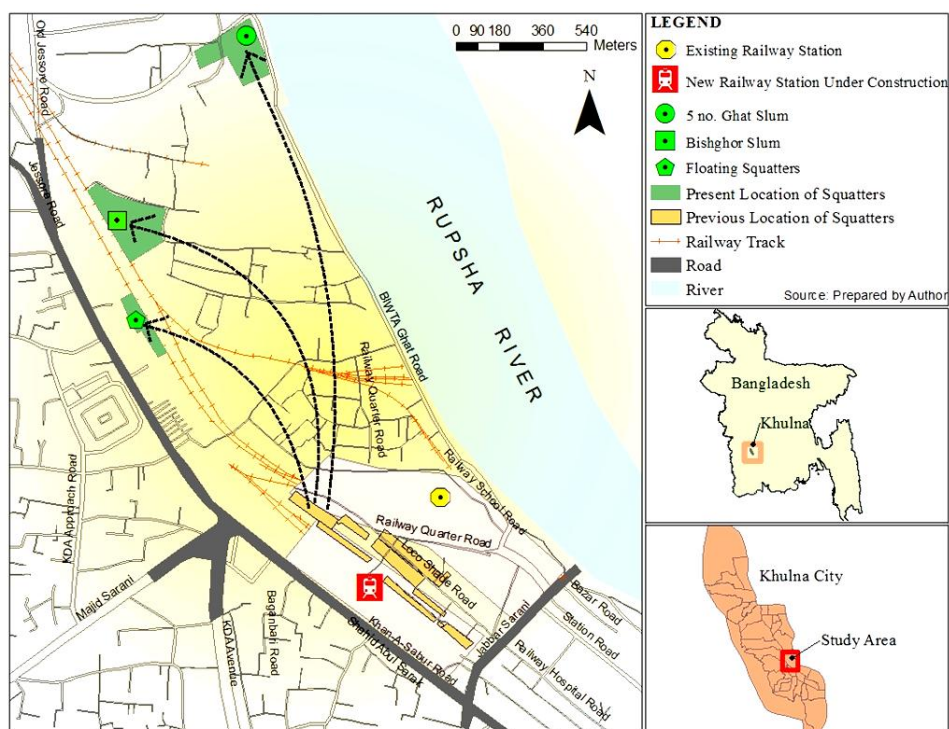 Old Jessore Road
0 90 180 360 540
Meters
N
Jessore Road
RUPSHA RIVER
BIWTA Ghat Road
Railway Quarter Road
Railway School Road
KDA Approach Road
Railway Quarter Road
Loco Shade Road
Majid Sarani
KDA Avenue
Baganbari Road
Khan-A-Sabur Road
Shahid Abul Barak
Jabbar Sarani
Bazar Road
Station Road
Railway Hospital Road
LEGEND
Existing Railway Station
New Railway Station Under Construction
5 no. Ghat Slum
Bishghor Slum
Floating Squatters
Present Location of Squatters
Previous Location of Squatters
Railway Track
Road
River
Source: Prepared by Author
Bangladesh
Khulna
Khulna City
Study Area